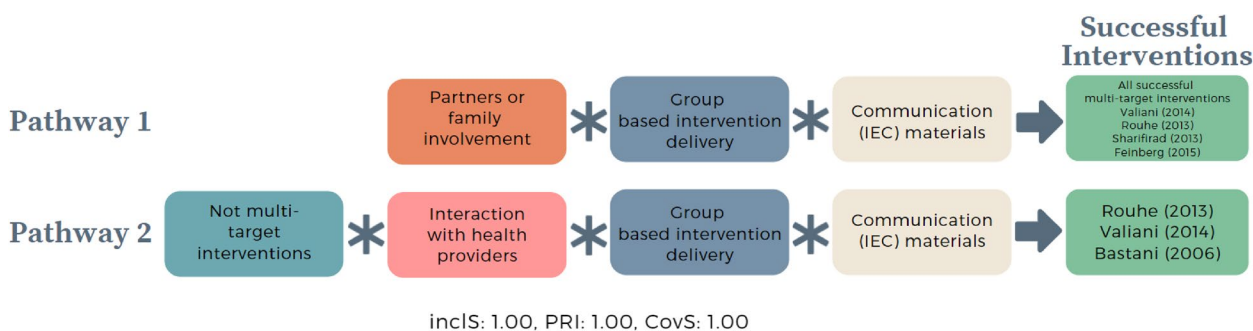 Successful
Interventions
Pathway 1
Partners or
family
involvement
*
Group
based intervention
delivery
*
Communication
(IEC) materials
All successful
multi-target interventions
Valiani (2014)
Rouhe (2013)
Sharifirad (2013)
Feinberg (2015)
Pathway 2
Not multi-
target
interventions
*
Interaction
with health
providers
*
Group
based intervention
delivery
*
Communication
(IEC) materials
Rouhe (2013)
Valiani (2014)
Bastani (2006)
inclS: 1.00, PRI: 1.00, CovS: 1.00